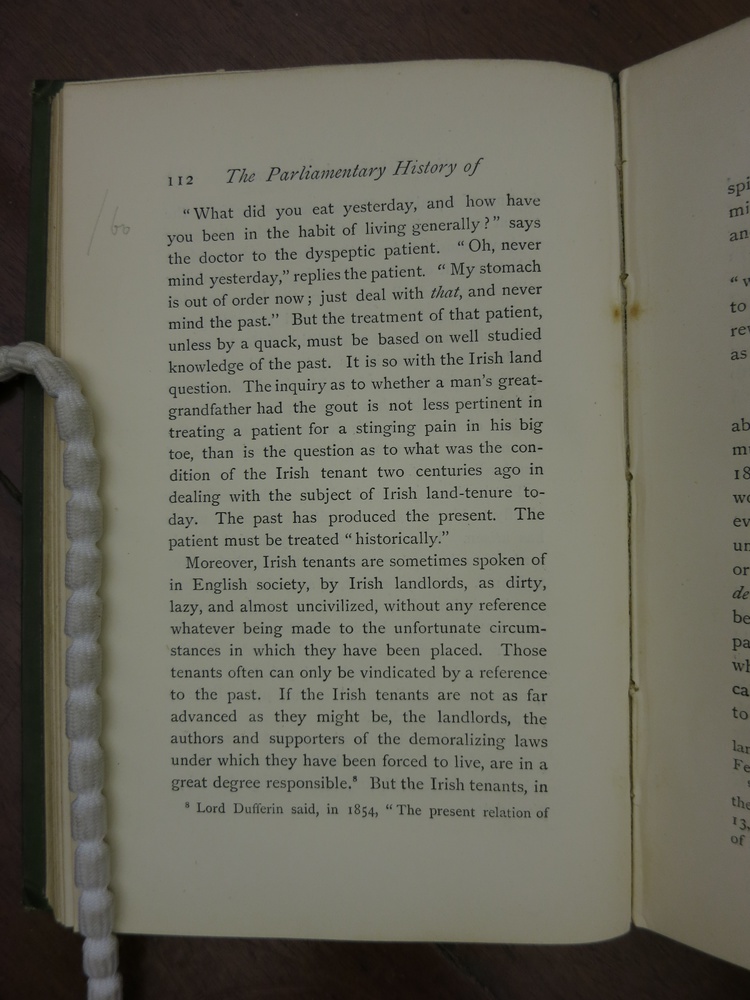 112 The Parliamentary History of
“What did you eat yesterday, and how have
you been in the habit of living generally?” says
the doctor to the dyspeptic patient. “Oh, never
mind yesterday,” replies the patient. “My stomach
is out of order now; just deal with that, and never
mind the past.” But the treatment of that patient,
unless by a quack, must be based on well studied
knowledge of the past. It is so with the Irish land
question. The inquiry as to whether a man’s great-
grandfather had the gout is not less pertinent in
treating a patient for a stinging pain in his big
toe, than is the question as to what was the con-
dition of the Irish tenant two centuries ago in
dealing with the subject of Irish land-tenure to-
day. The past has produced the present. The
patient must be treated “historically.”
Moreover, Irish tenants are sometimes spoken of
in English society, by Irish landlords, as dirty,
lazy, and almost uncivilized, without any reference
whatever being made to the unfortunate circum-
stances in which they have been placed. Those
tenants often can only be vindicated by a reference
to the past. If the Irish tenants are not as far
advanced as they might be, the landlords, the
authors and supporters of the demoralizing laws
under which they have been forced to live, are in a
great degree responsible.⁸ But the Irish tenants, in
⁸ Lord Dufferin said, in 1854, “The present relation of